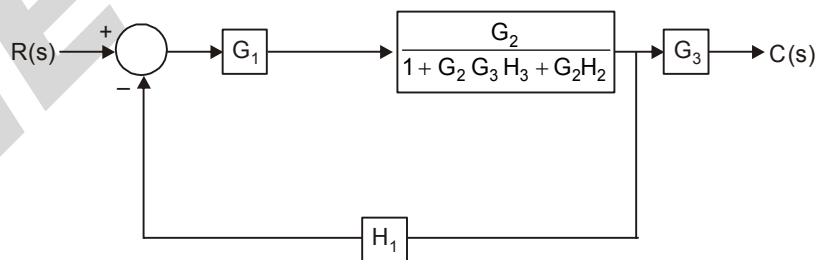 R(s)
+
−
G₁
G₂
1 + G₂ G₃ H₃ + G₂H₂
G₃
C(s)
H₁